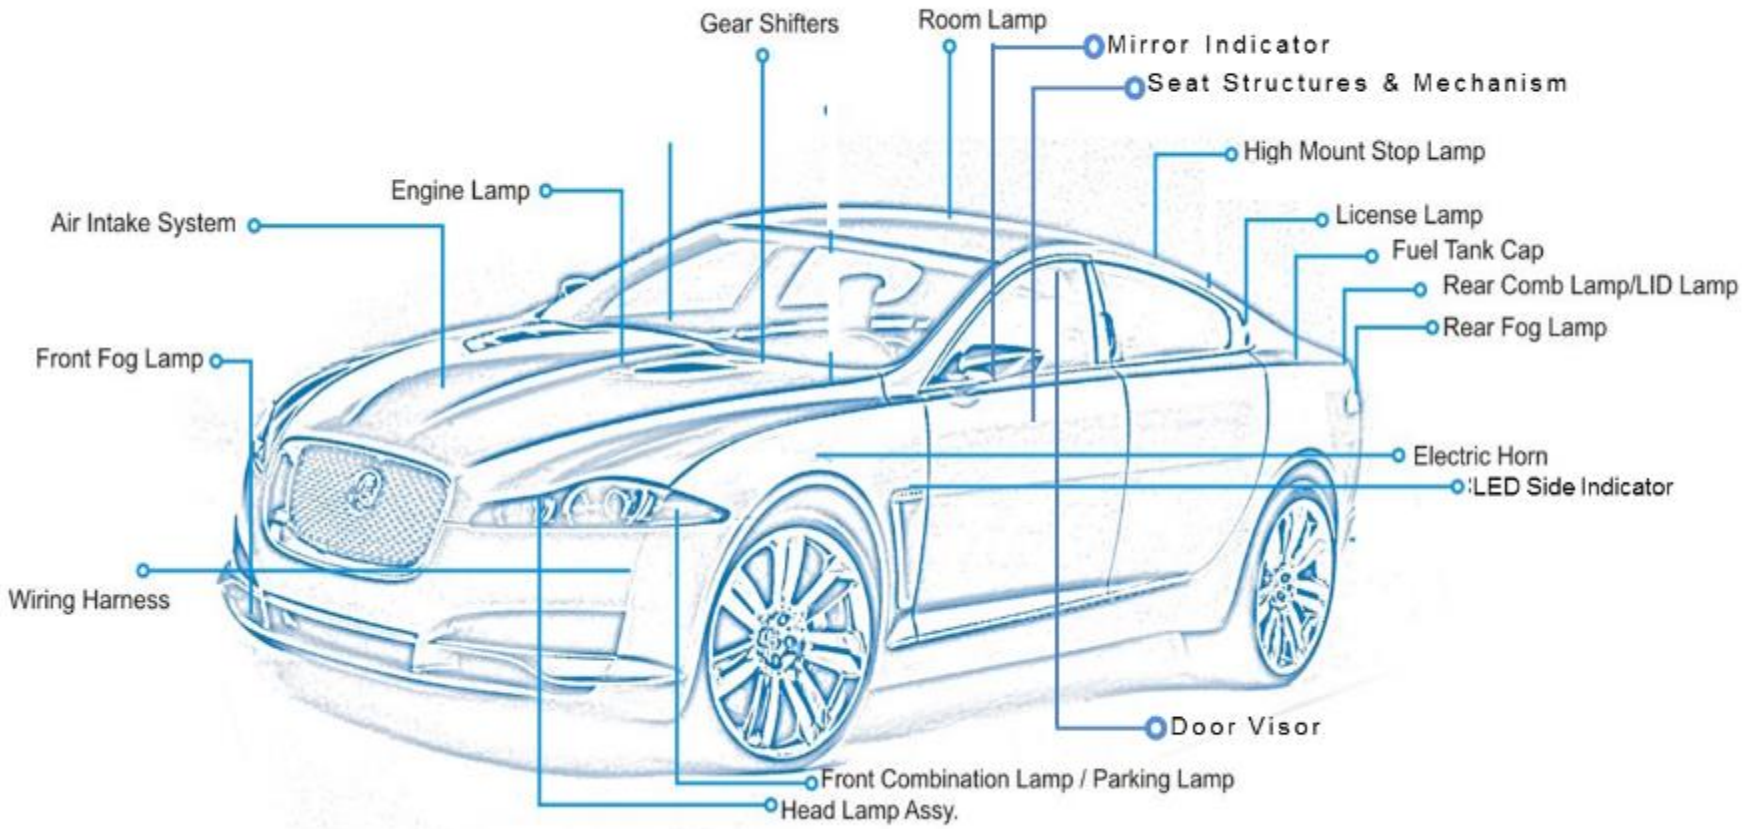 Gear Shifters
Room Lamp
Mirror Indicator
Seat Structures & Mechanism
High Mount Stop Lamp
Engine Lamp
Air Intake System
License Lamp
Fuel Tank Cap
Rear Comb Lamp/LID Lamp
Rear Fog Lamp
Front Fog Lamp
Electric Horn
:LED Side Indicator
Wiring Harness
Door Visor
Front Combination Lamp / Parking Lamp
Head Lamp Assy.